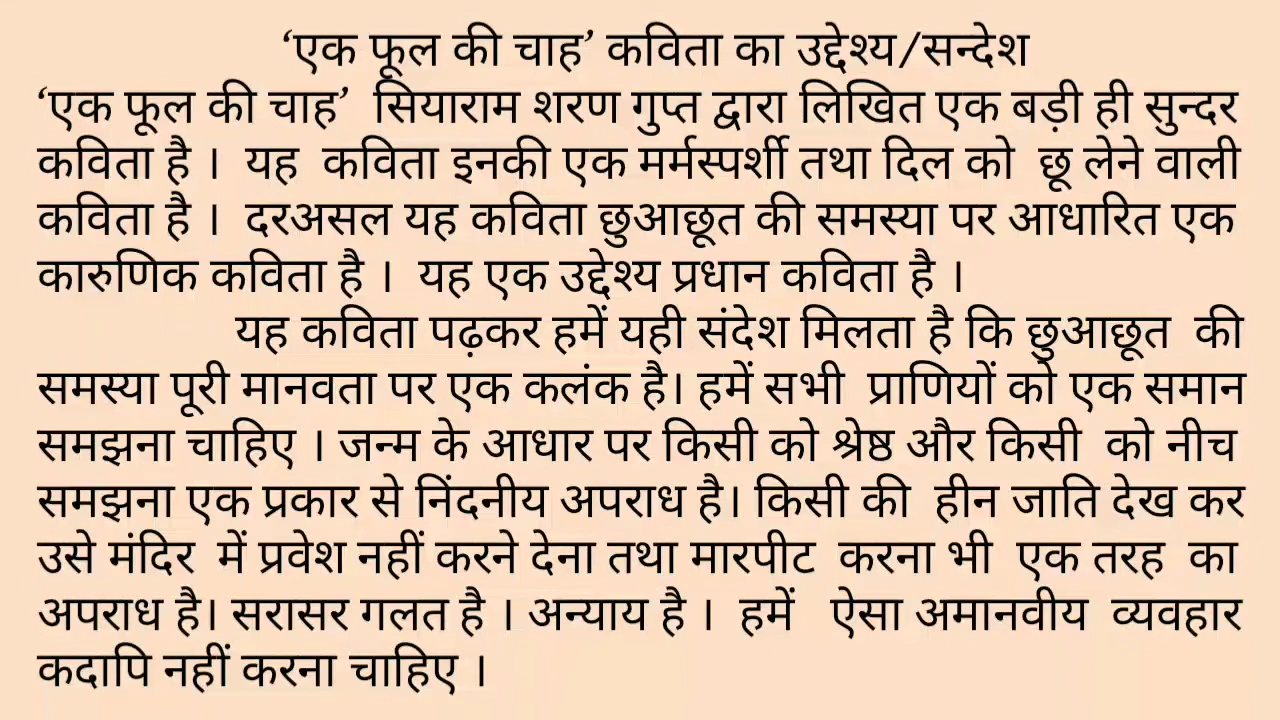 ‘एक फूल की चाह’ कविता का उद्देश्य/सन्देश
‘एक फूल की चाह’ सियाराम शरण गुप्त द्वारा लिखित एक बड़ी ही सुन्दर
कविता है । यह कविता इनकी एक मर्मस्पर्शी तथा दिल को छू लेने वाली
कविता है । दरअसल यह कविता छुआछूत की समस्या पर आधारित एक
कारुणिक कविता है । यह एक उद्देश्य प्रधान कविता है ।
यह कविता पढ़कर हमें यही संदेश मिलता है कि छुआछूत की
समस्या पूरी मानवता पर एक कलंक है। हमें सभी प्राणियों को एक समान
समझना चाहिए । जन्म के आधार पर किसी को श्रेष्ठ और किसी को नीच
समझना एक प्रकार से निंदनीय अपराध है। किसी की हीन जाति देख कर
उसे मंदिर में प्रवेश नहीं करने देना तथा मारपीट करना भी एक तरह का
अपराध है। सरासर गलत है । अन्याय है । हमें ऐसा अमानवीय व्यवहार
कदापि नहीं करना चाहिए ।